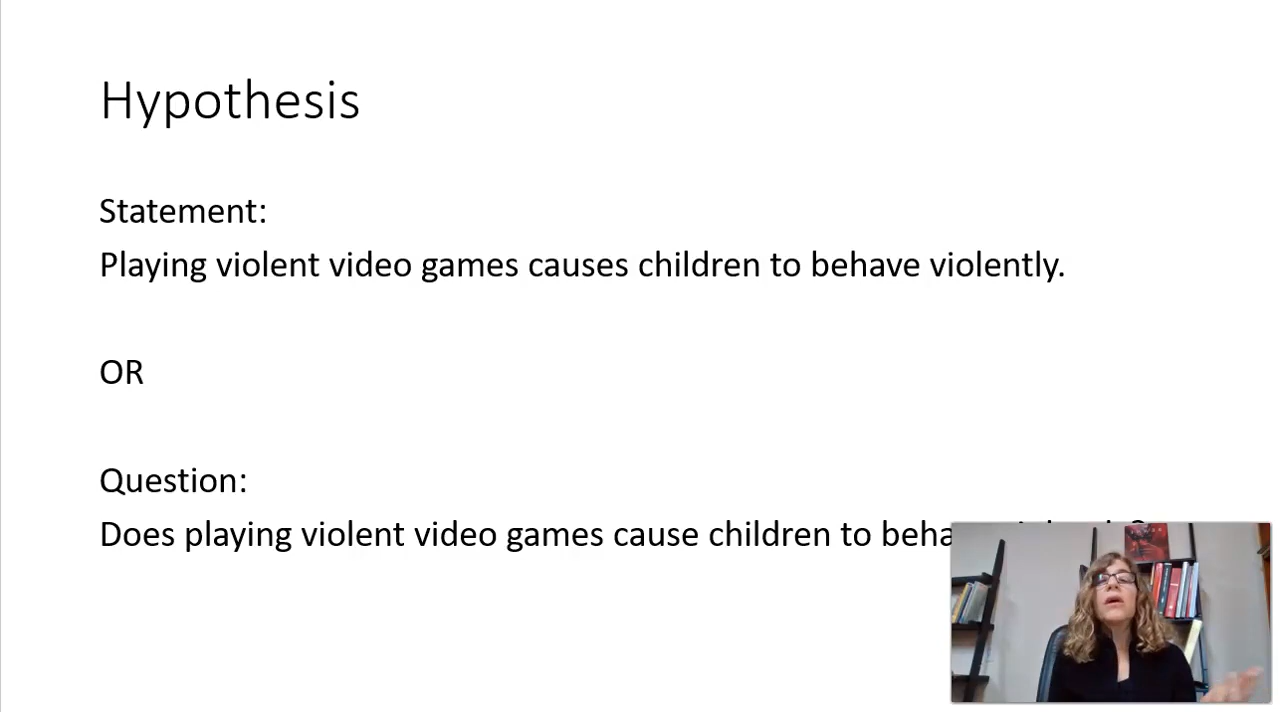 Hypothesis
Statement:
Playing violent video games causes children to behave violently.
OR
Question:
Does playing violent video games cause children to